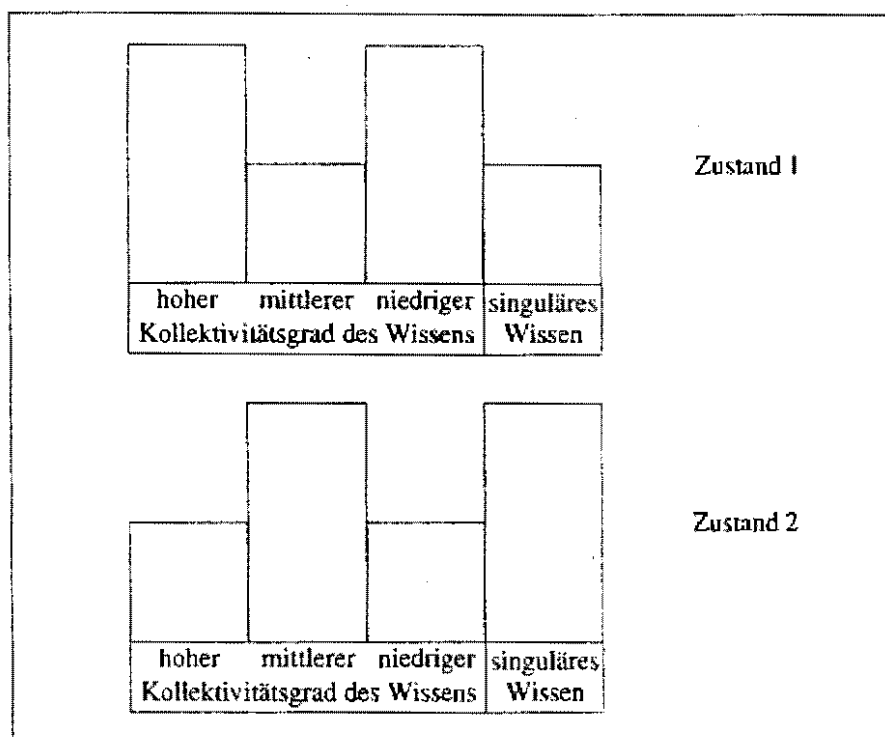 Zustand 1
hoher mittlerer niedriger singuläres
Kollektivitätsgrad des Wissens Wissen
Zustand 2
hoher mittlerer niedriger singuläres
Kollektivitätsgrad des Wissens Wissen